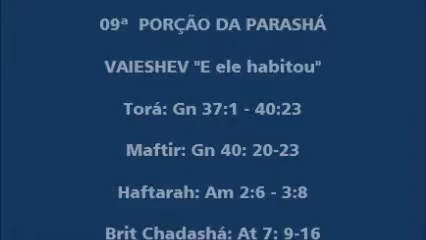 09ª PORÇÃO DA PARASHÁ
VAIESHEV "E ele habitou"
Torá: Gn 37:1 - 40:23
Maftir: Gn 40: 20-23
Haftarah: Am 2:6 - 3:8
Brit Chadashá: At 7: 9-16